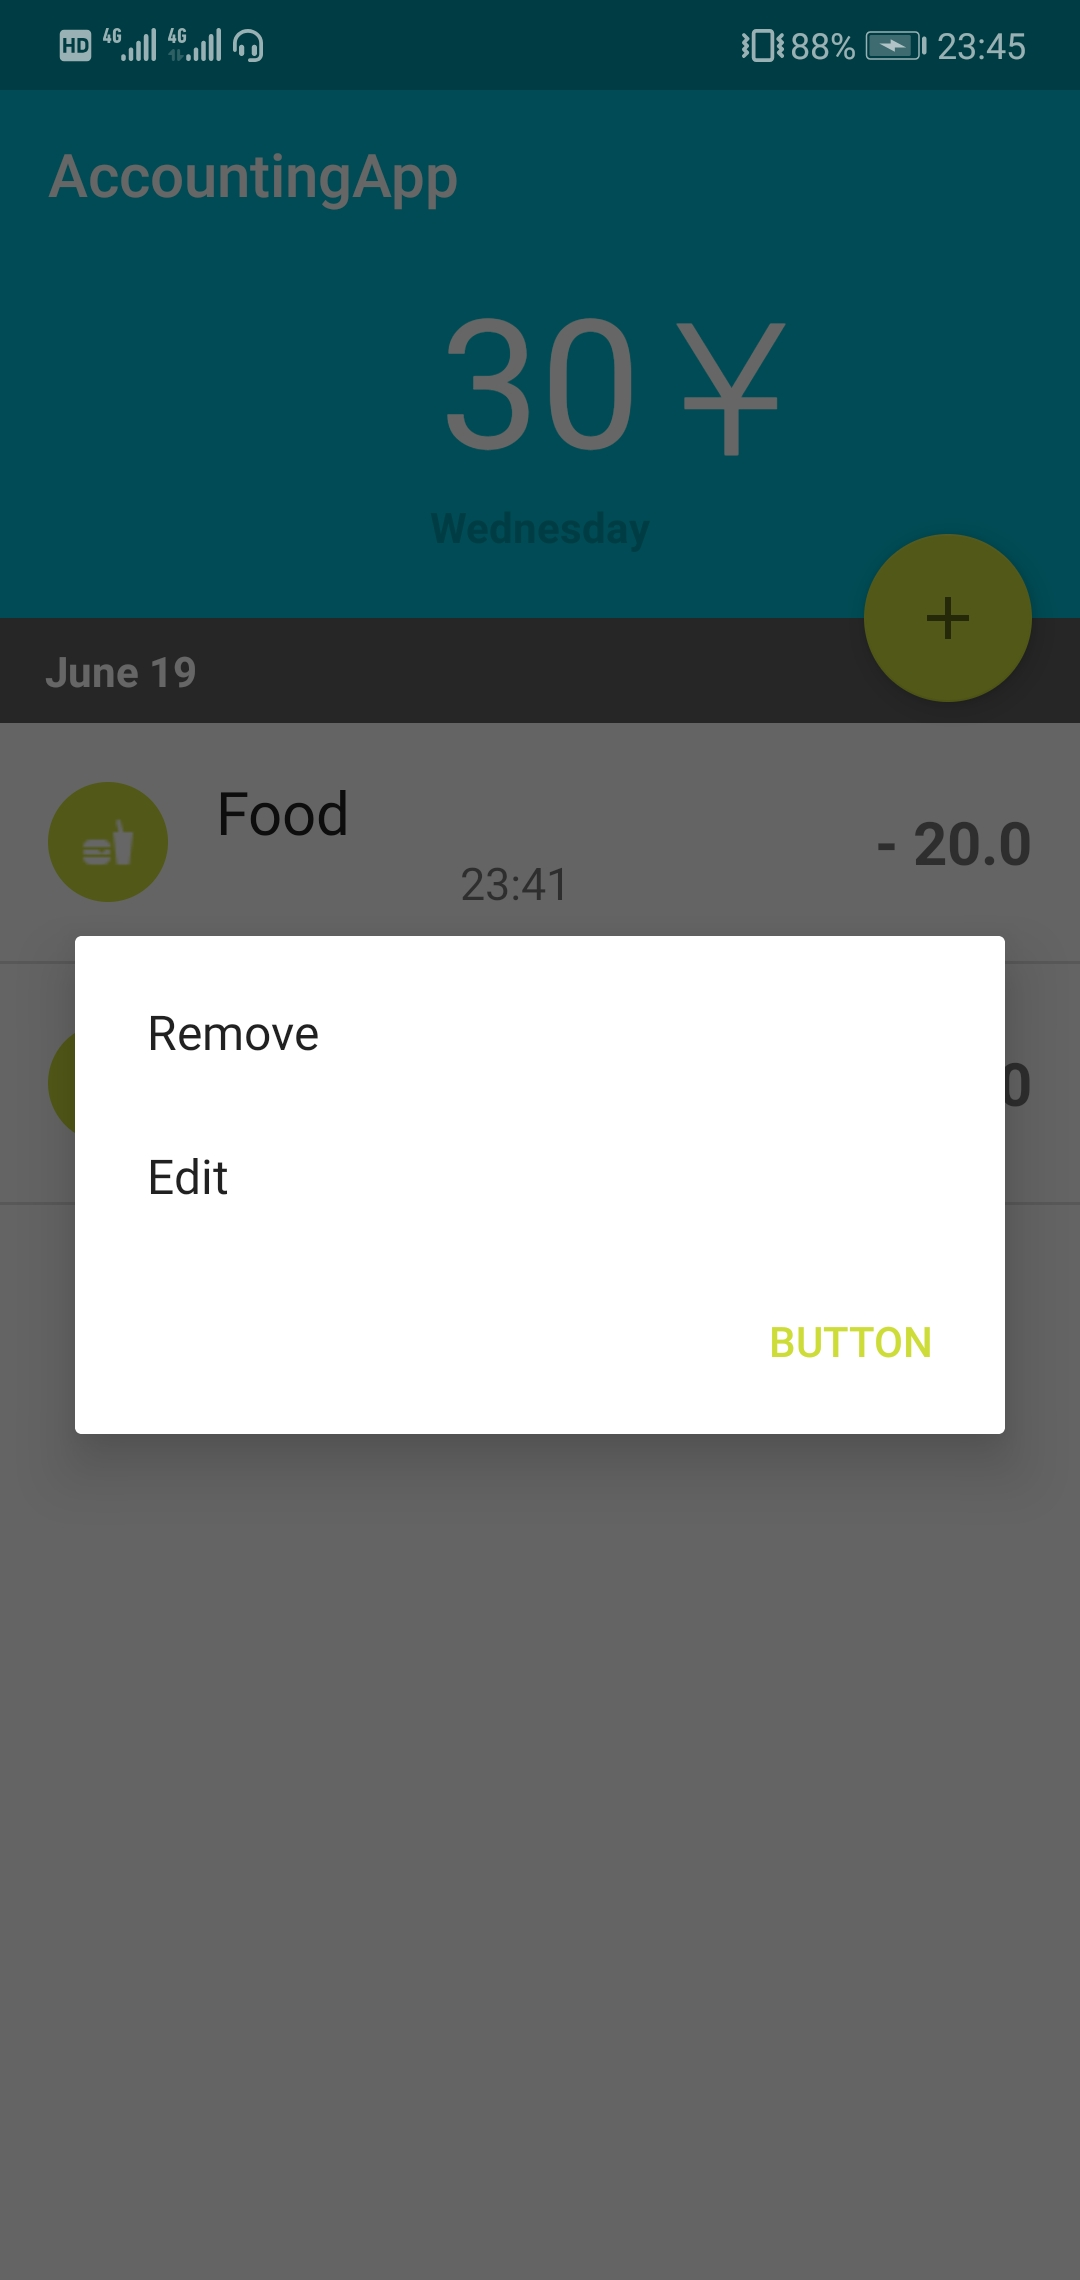 HD 4G 4G 88% 23:45
AccountingApp
30 ¥
Wednesday
June 19
Food
- 20.0
23:41
Remove
0
Edit
BUTTON